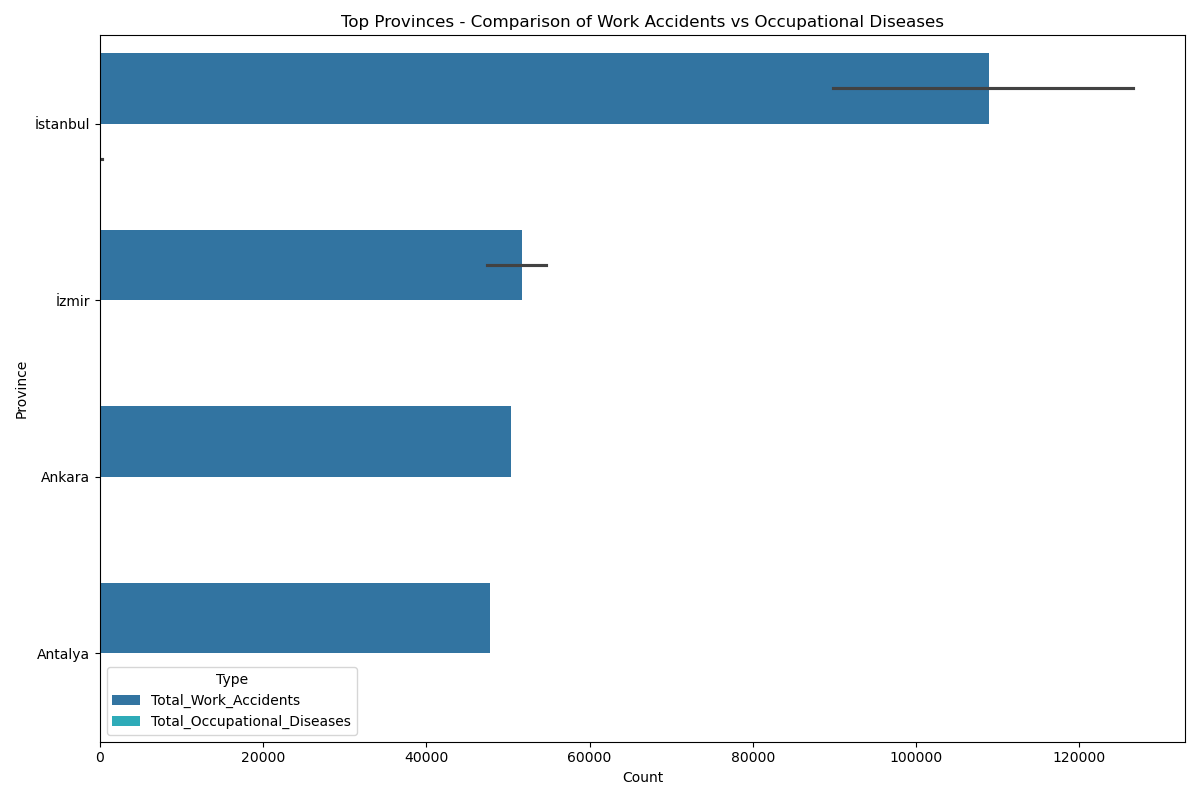 Top Provinces - Comparison of Work Accidents vs Occupational Diseases
Province
İstanbul
İzmir
Ankara
Antalya
Type
Total_Work_Accidents
Total_Occupational_Diseases
0 20000 40000 60000 80000 100000 120000
Count